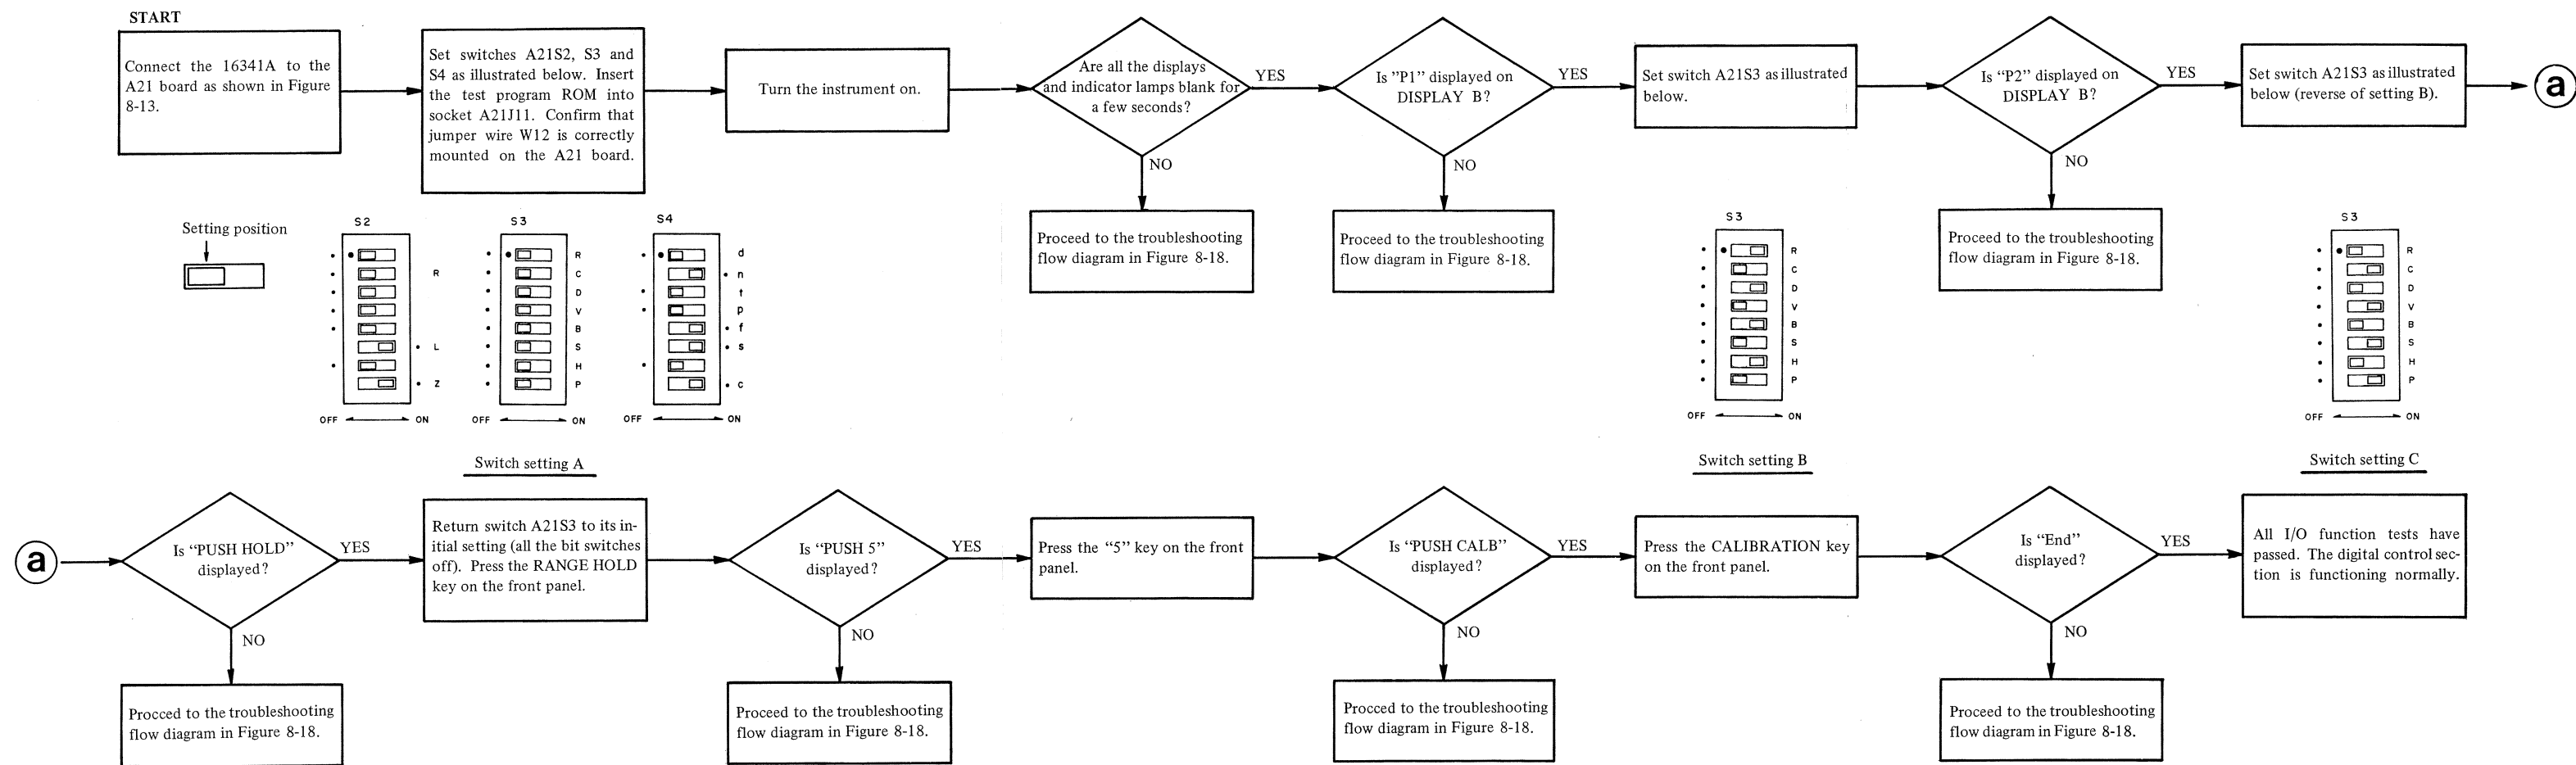 START
Connect the 16341A to the
A21 board as shown in Figure
8-13.
Set switches A21S2, S3 and
S4 as illustrated below. Insert
the test program ROM into
socket A21J11. Confirm that
jumper wire W12 is correctly
mounted on the A21 board.
Turn the instrument on.
Are all the displays
and indicator lamps blank for
a few seconds?
YES
NO
Proceed to the troubleshooting
flow diagram in Figure 8-18.
Is "P1" displayed on
DISPLAY B?
YES
NO
Proceed to the troubleshooting
flow diagram in Figure 8-18.
Set switch A21S3 as illustrated
below.
Is "P2" displayed on
DISPLAY B?
YES
NO
Proceed to the troubleshooting
flow diagram in Figure 8-18.
Set switch A21S3 as illustrated
below (reverse of setting B).
a
Setting position
S2
R
L
Z
OFF ON
S3
R
C
D
V
B
S
H
P
OFF ON
S4
d
n
t
p
f
s
c
OFF ON
Switch setting A
S3
R
C
D
V
B
S
H
P
OFF ON
Switch setting B
S3
R
C
D
V
B
S
H
P
OFF ON
Switch setting C
a
Is "PUSH HOLD"
displayed?
YES
NO
Procced to the troubleshooting
flow diagram in Figure 8-18.
Return switch A21S3 to its in-
itial setting (all the bit switches
off). Press the RANGE HOLD
key on the front panel.
Is "PUSH 5"
displayed?
YES
NO
Proceed to the troubleshooting
flow diagram in Figure 8-18.
Press the "5" key on the front
panel.
Is "PUSH CALB"
displayed?
YES
NO
Procced to the troubleshooting
flow diagram in Figure 8-18.
Press the CALIBRATION key
on the front panel.
Is "End"
displayed?
YES
NO
Proceed to the troubleshooting
flow diagram in Figure 8-18.
All I/O function tests have
passed. The digital control sec-
tion is functioning normally.